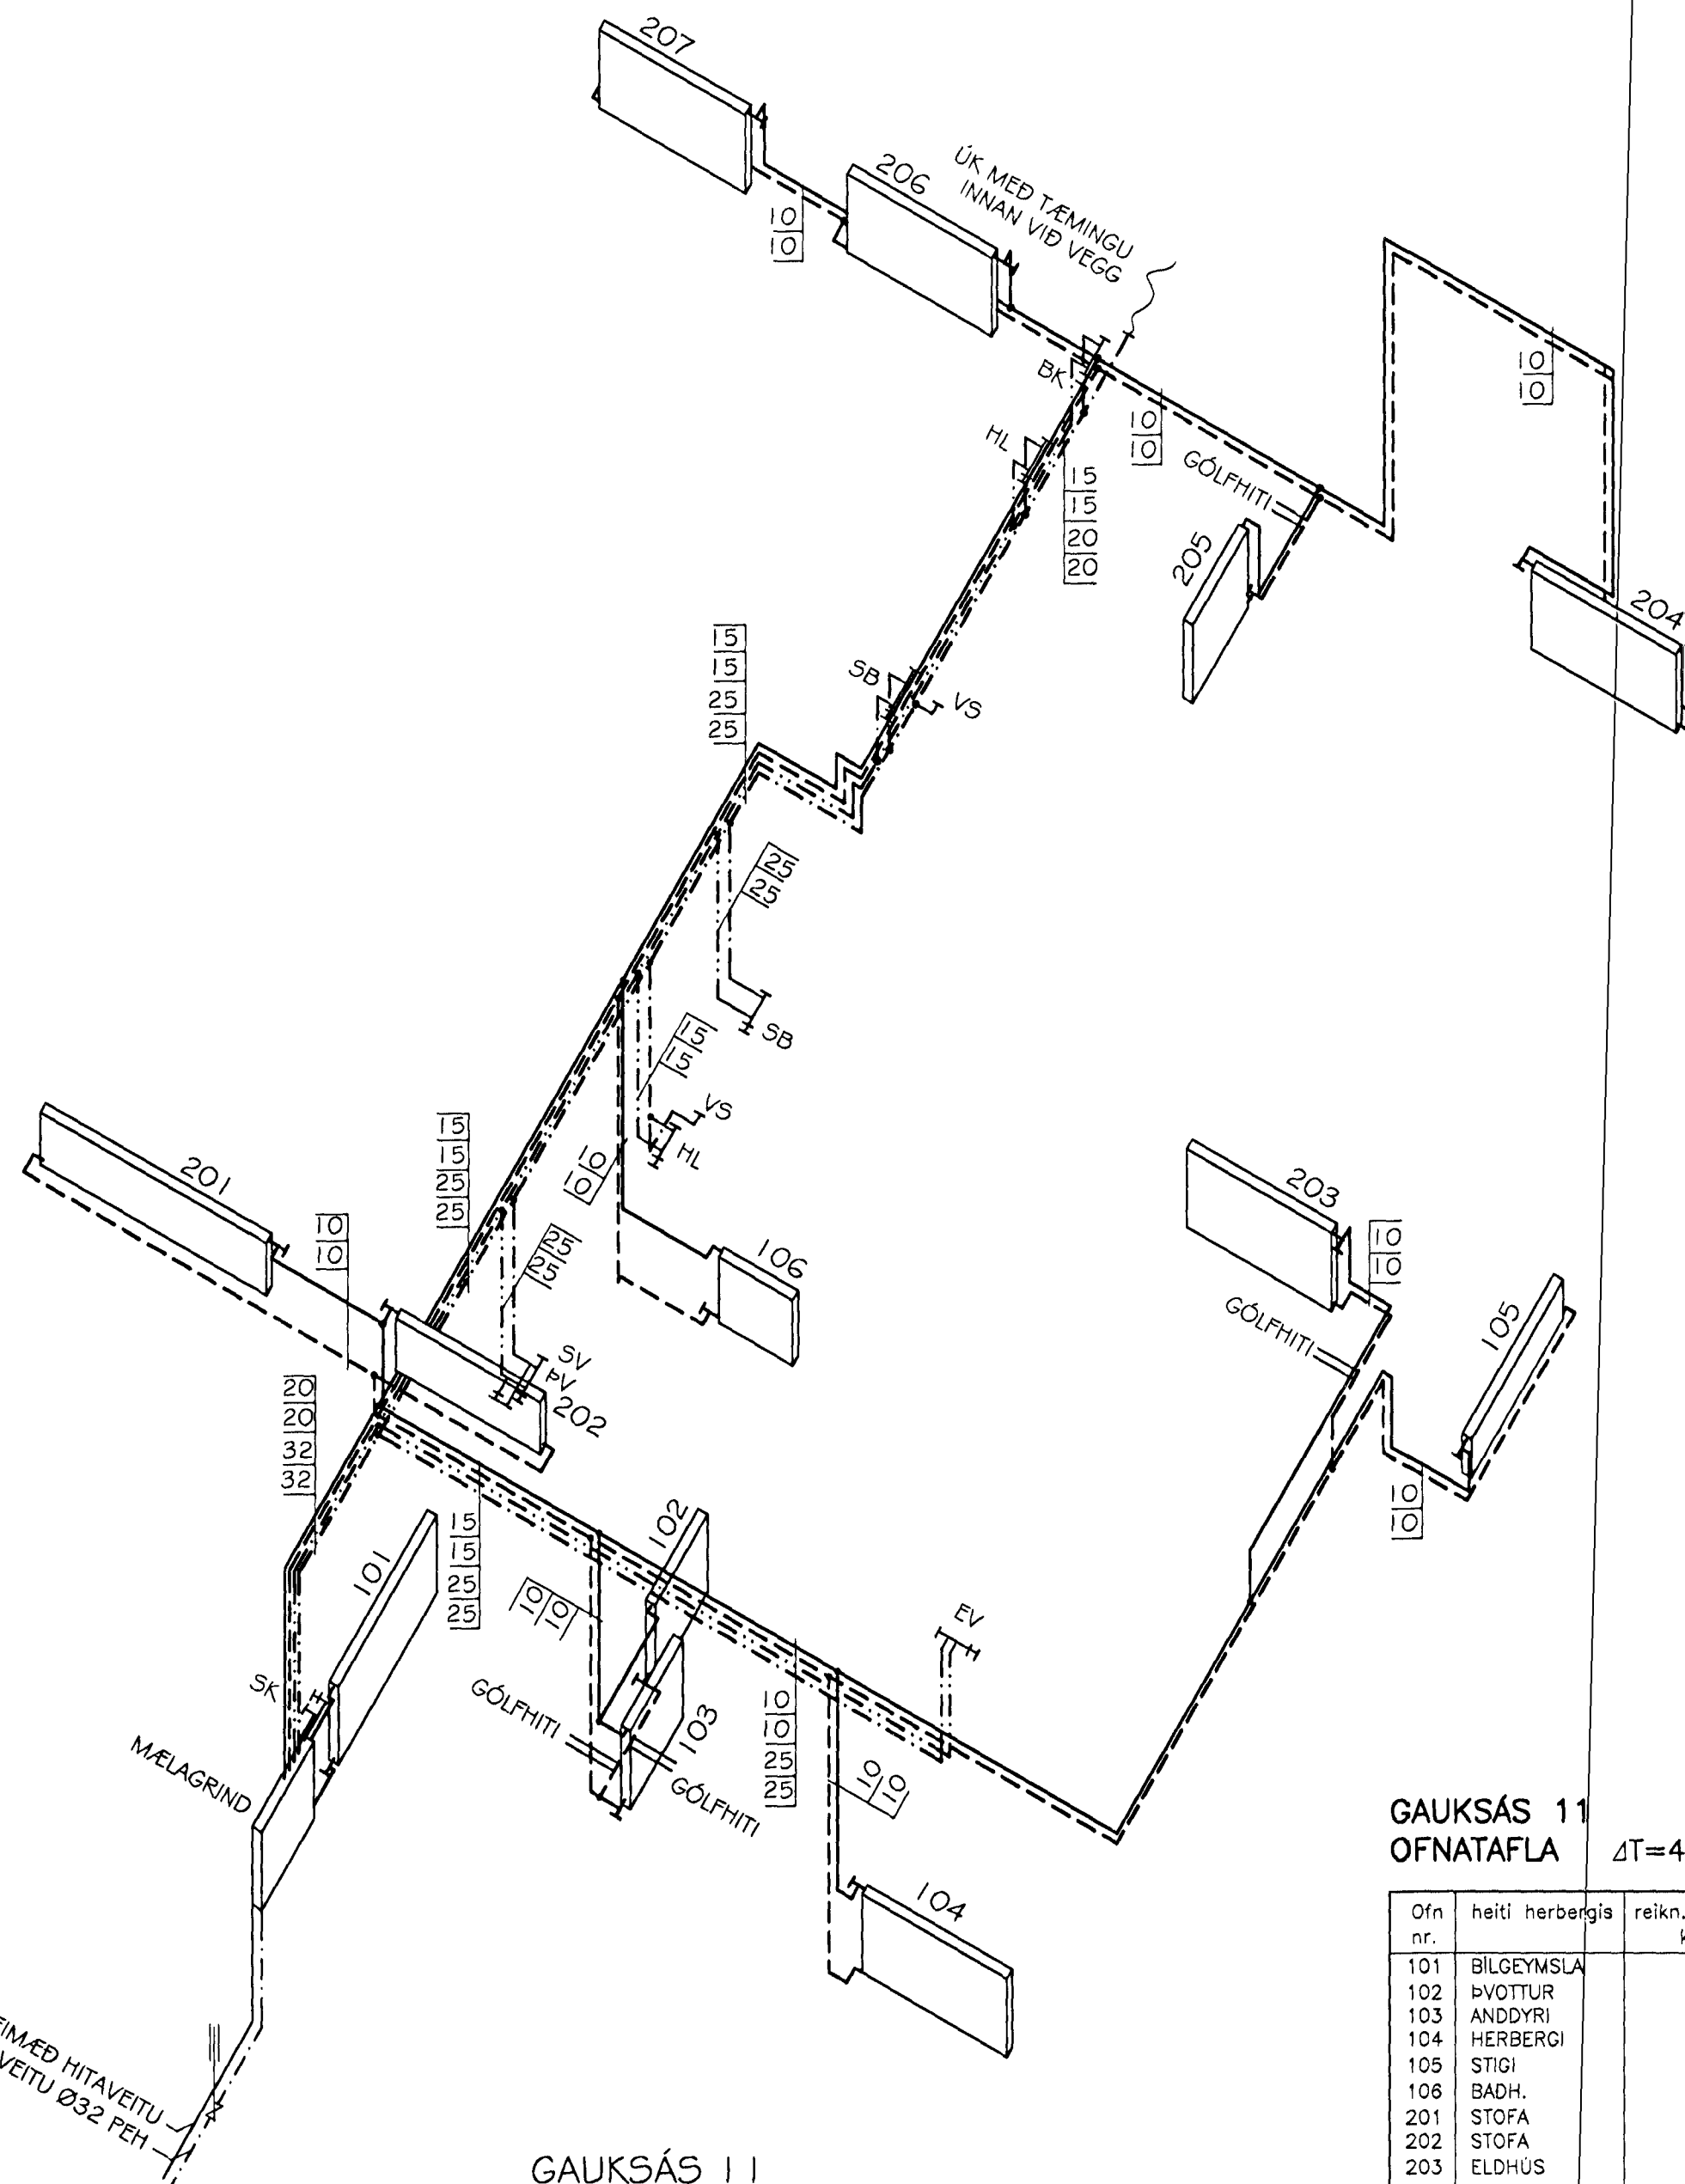 207
206
ÚK MEÐ TÆMINGU
INNAN VIÐ VEGG
10
10
BK
10
10
10
10
HL
GÓLFHITI
15
15
20
20
205
204
15
15
25
25
SB
VS
25
25
SB
15
15
VS
HL
10
10
15
15
25
25
201
10
10
25
25
106
203
10
10
GÓLFHITI
105
SV
ÞV
202
20
20
32
32
10
10
15
15
25
25
101
102
10
10
EV
SK
GÓLFHITI
103
10
10
25
25
MÆLAGRIND
GÓLFHITI
10
10
104
GAUKSÁS 11
OFNATAFLA ΔT=4
Ofn heiti herbergis reikn.
nr.
101 BÍLGEYMSLA
102 ÞVOTTUR
103 ANDDYRI
104 HERBERGI
105 STIGI
106 BAÐH.
201 STOFA
202 STOFA
203 ELDHÚS
HITAVEITU
Ø32 PEH
GAUKSÁS 11